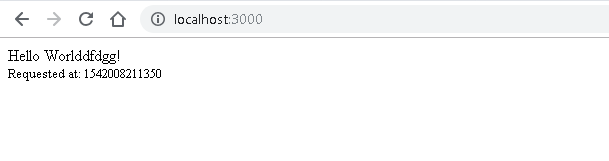 localhost:3000
Hello Worlddfdgg!
Requested at: 1542008211350